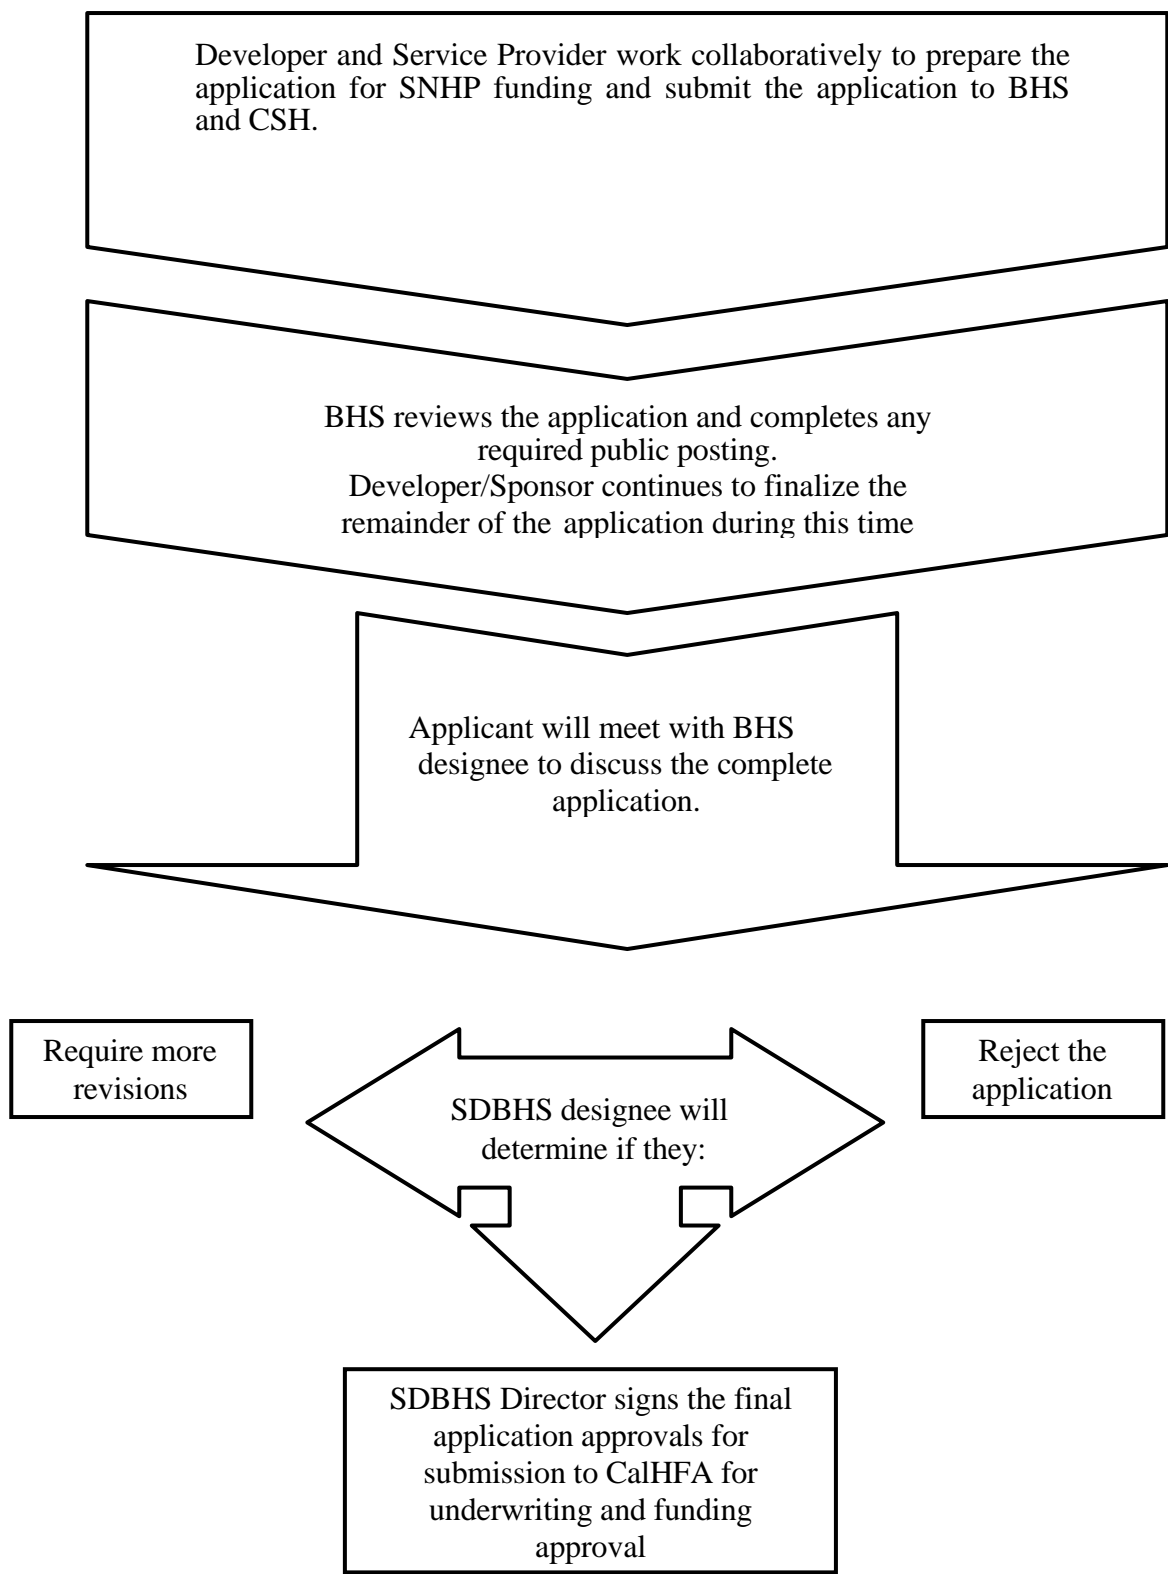 Developer and Service Provider work collaboratively to prepare the
application for SNHP funding and submit the application to BHS
and CSH.
BHS reviews the application and completes any
required public posting.
Developer/Sponsor continues to finalize the
remainder of the application during this time
Applicant will meet with BHS
designee to discuss the complete
application.
Require more
revisions
SDBHS designee will
determine if they:
Reject the
application
SDBHS Director signs the final
application approvals for
submission to CalHFA for
underwriting and funding
approval